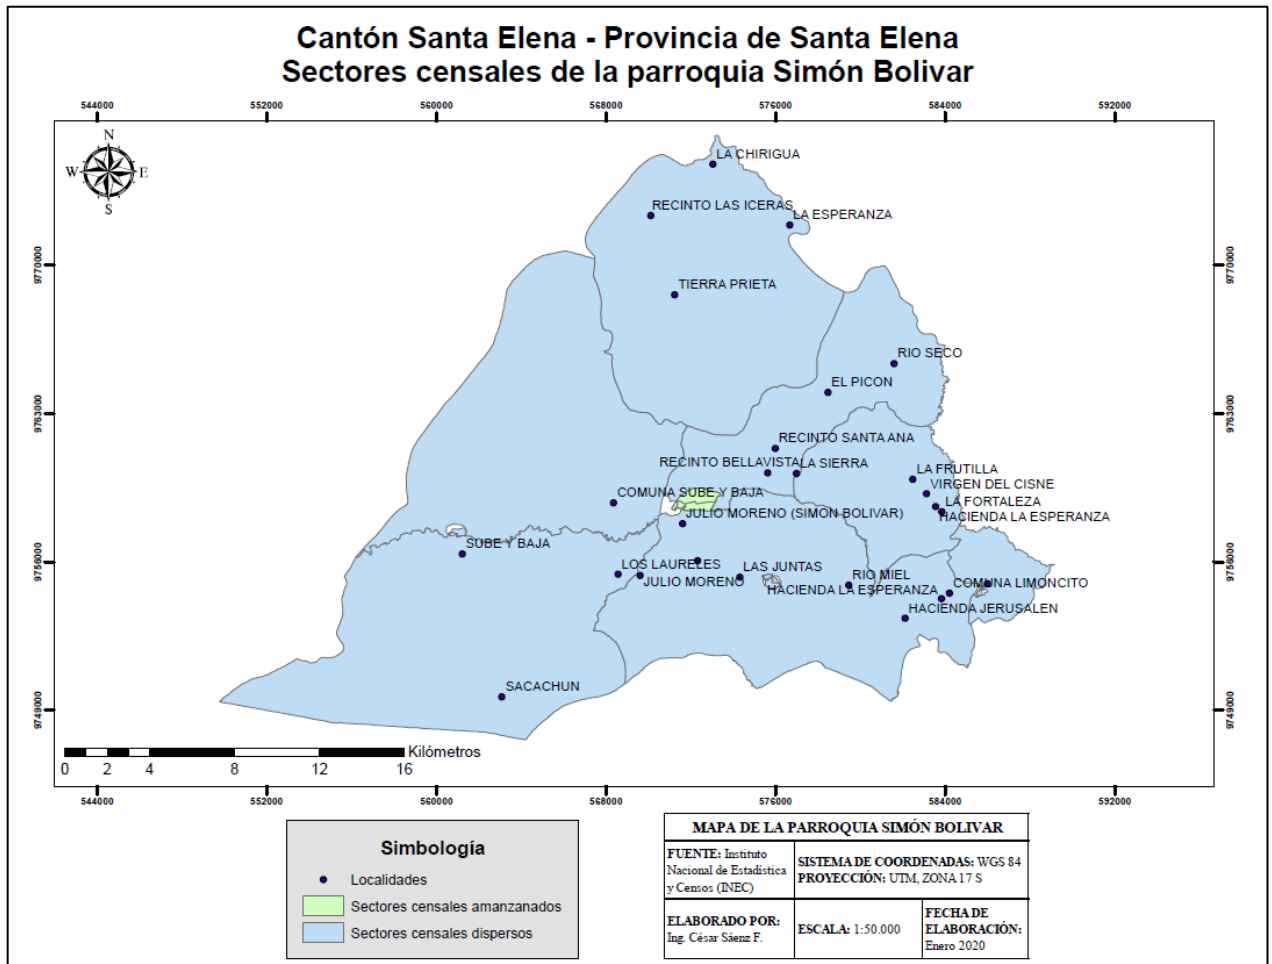 Cantón Santa Elena - Provincia de Santa Elena
Sectores censales de la parroquia Simón Bolivar
544000 552000 560000 568000 576000 584000 592000
N
W E
S
LA CHIRIGUA
RECINTO LAS ICERAS
LA ESPERANZA
9770000 9770000
TIERRA PRIETA
RIO SECO
EL PICON
9763000 9763000
RECINTO SANTA ANA
RECINTO BELLAVISTA
LA SIERRA
LA FRUTILLA
VIRGEN DEL CISNE
COMUNA SUBE Y BAJA
LA FORTALEZA
JULIO MORENO (SIMON BOLIVAR)
HACIENDA LA ESPERANZA
SUBE Y BAJA
9756000 9756000
LOS LAURELES
LAS JUNTAS
RIO MIEL
JULIO MORENO
COMUNA LIMONCITO
HACIENDA LA ESPERANZA
HACIENDA JERUSALEN
SACACHUN
9749000 9749000
Kilómetros
0 2 4 8 12 16
544000 552000 560000 568000 576000 584000 592000
Simbología
Localidades
Sectores censales amanzanados
Sectores censales dispersos
MAPA DE LA PARROQUIA SIMÓN BOLIVAR
FUENTE: Instituto
Nacional de Estadística
y Censos (INEC)
SISTEMA DE COORDENADAS: WGS 84
PROYECCIÓN: UTM, ZONA 17 S
ELABORADO POR:
Ing. César Sáenz F.
ESCALA: 1:50.000
FECHA DE
ELABORACIÓN:
Enero 2020